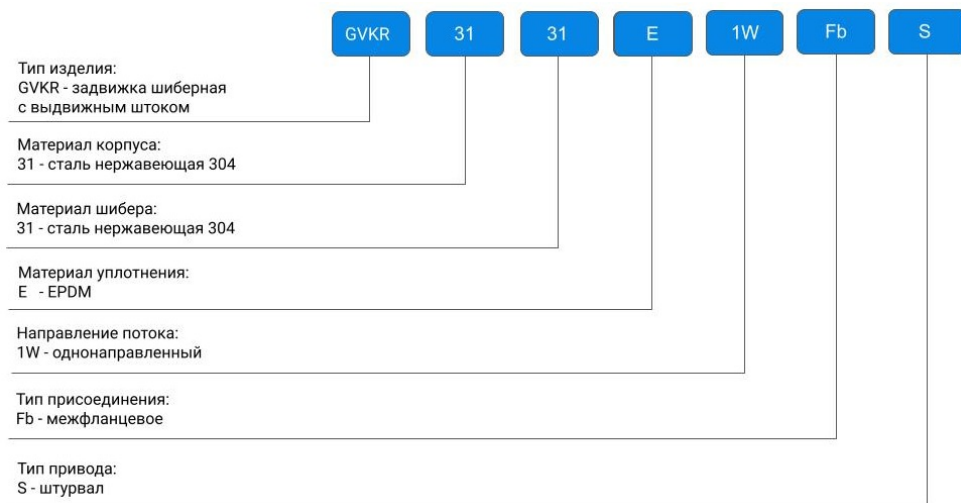 GVKR 31 31 E 1W Fb S
Тип изделия:
GVKR - задвижка шиберная
с выдвижным штоком
Материал корпуса:
31 - сталь нержавеющая 304
Материал шибера:
31 - сталь нержавеющая 304
Материал уплотнения:
E - EPDM
Направление потока:
1W - однонаправленный
Тип присоединения:
Fb - межфланцевое
Тип привода:
S - штурвал